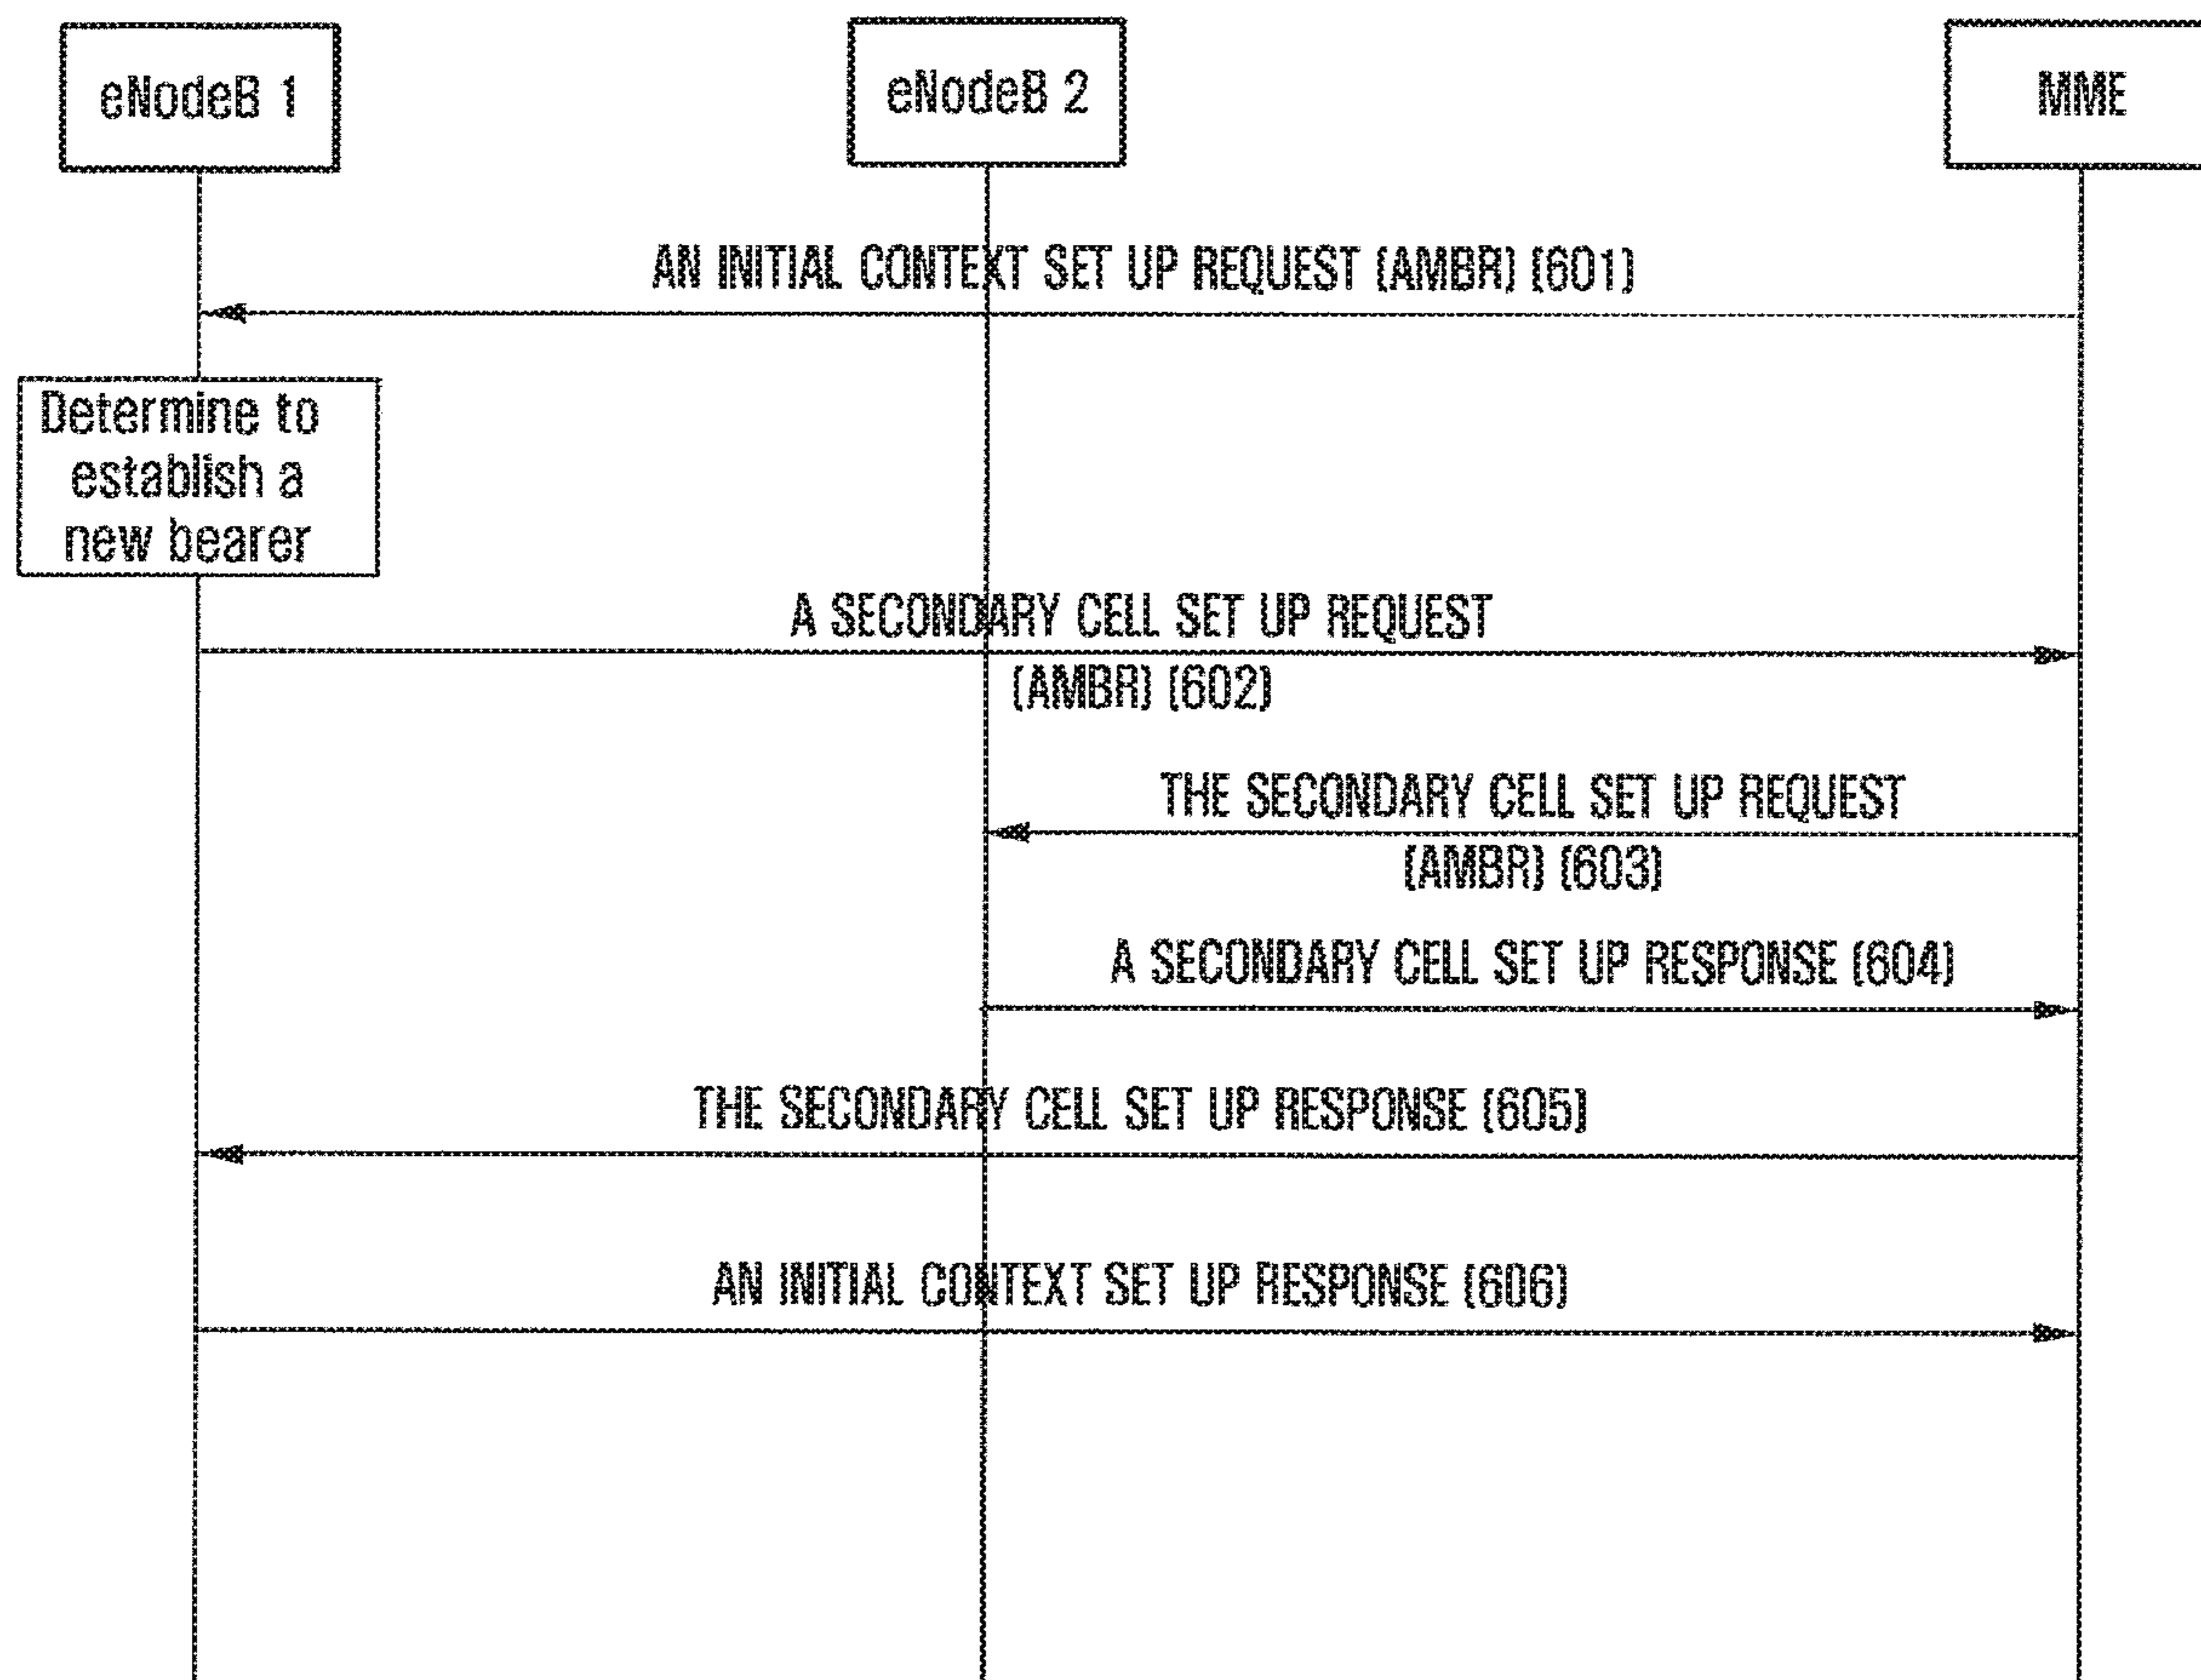 eNodeB 1
eNodeB 2
MME
AN INITIAL CONTEXT SET UP REQUEST (AMBR) (601)
Determine to
establish a
new bearer
A SECONDARY CELL SET UP REQUEST
(AMBR) (602)
THE SECONDARY CELL SET UP REQUEST
(AMBR) (603)
A SECONDARY CELL SET UP RESPONSE (604)
THE SECONDARY CELL SET UP RESPONSE (605)
AN INITIAL CONTEXT SET UP RESPONSE (606)